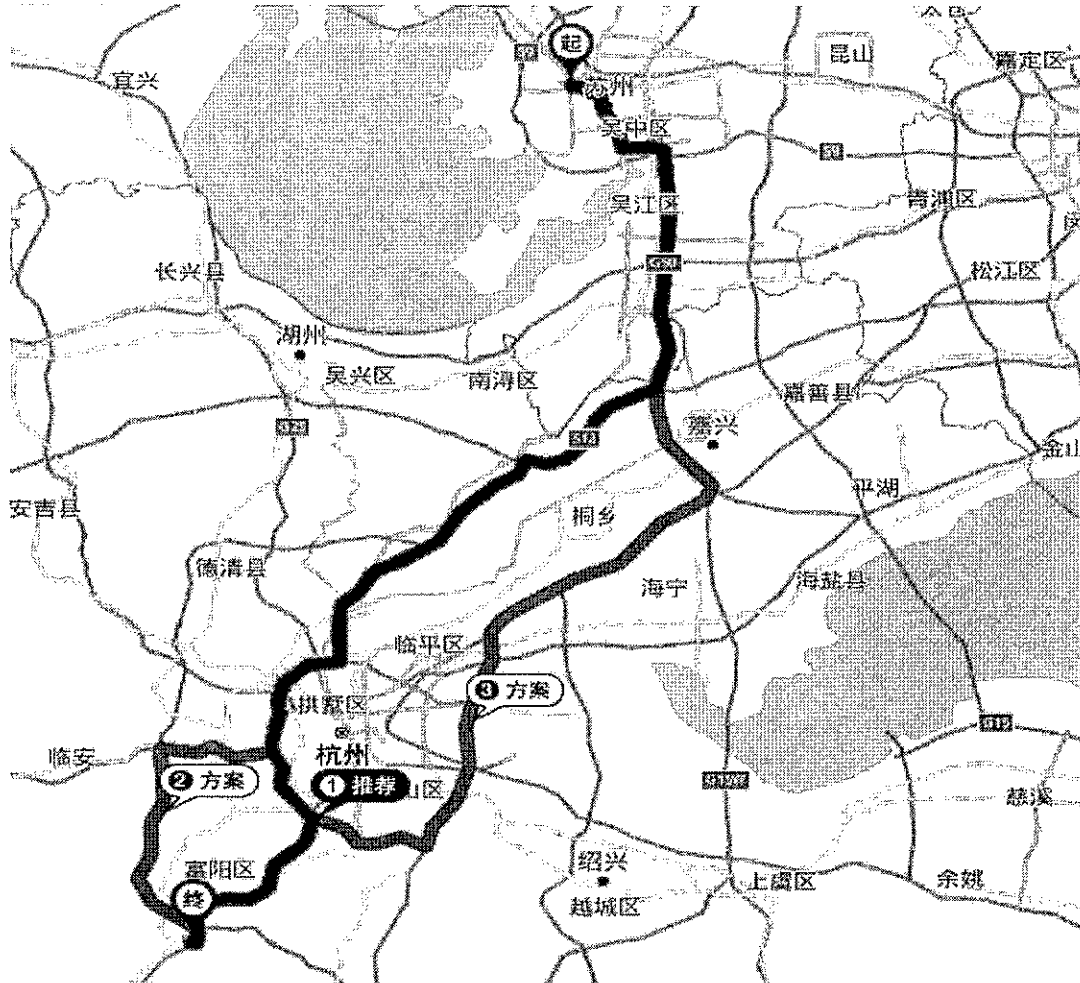 起
昆山
嘉定区
宜兴
苏州
吴中区
S9
青浦区
吴江区
长兴县
松江区
湖州
吴兴区
南浔区
嘉善县
嘉兴
S13
金山
平湖
安吉县
桐乡
德清县
海宁
海盐县
临平区
3 方案
拱墅区
临安
杭州
2 方案
1 推荐
山区
慈溪
富阳区
绍兴
上虞区
余姚
终
越城区